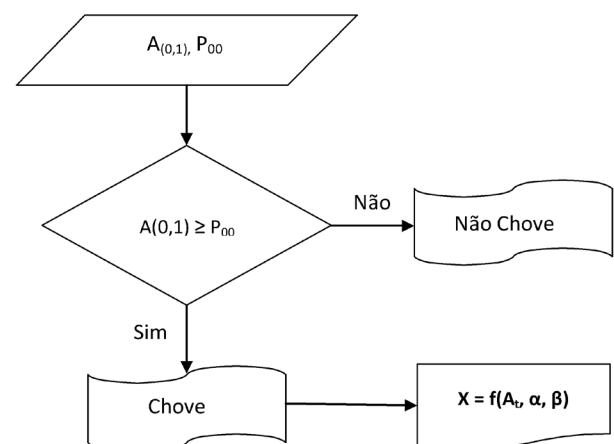 A(0,1), P00
A(0,1) ≥ P00
Não
Não Chove
Sim
Chove
X = f(At, α, β)